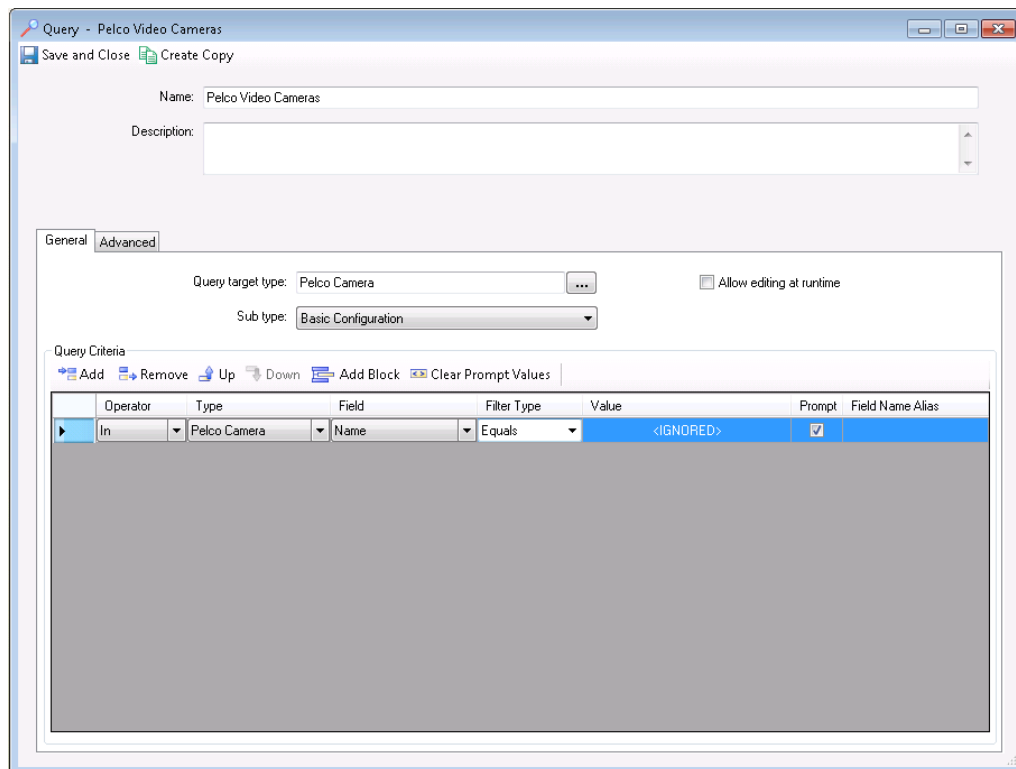 Query - Pelco Video Cameras
Save and Close Create Copy
Name: Pelco Video Cameras
Description:
General Advanced
Query target type: Pelco Camera ... Allow editing at runtime
Sub type: Basic Configuration
Query Criteria
Add Remove Up Down Add Block Clear Prompt Values
Operator Type Field Filter Type Value Prompt Field Name Alias
In Pelco Camera Name Equals <IGNORED>